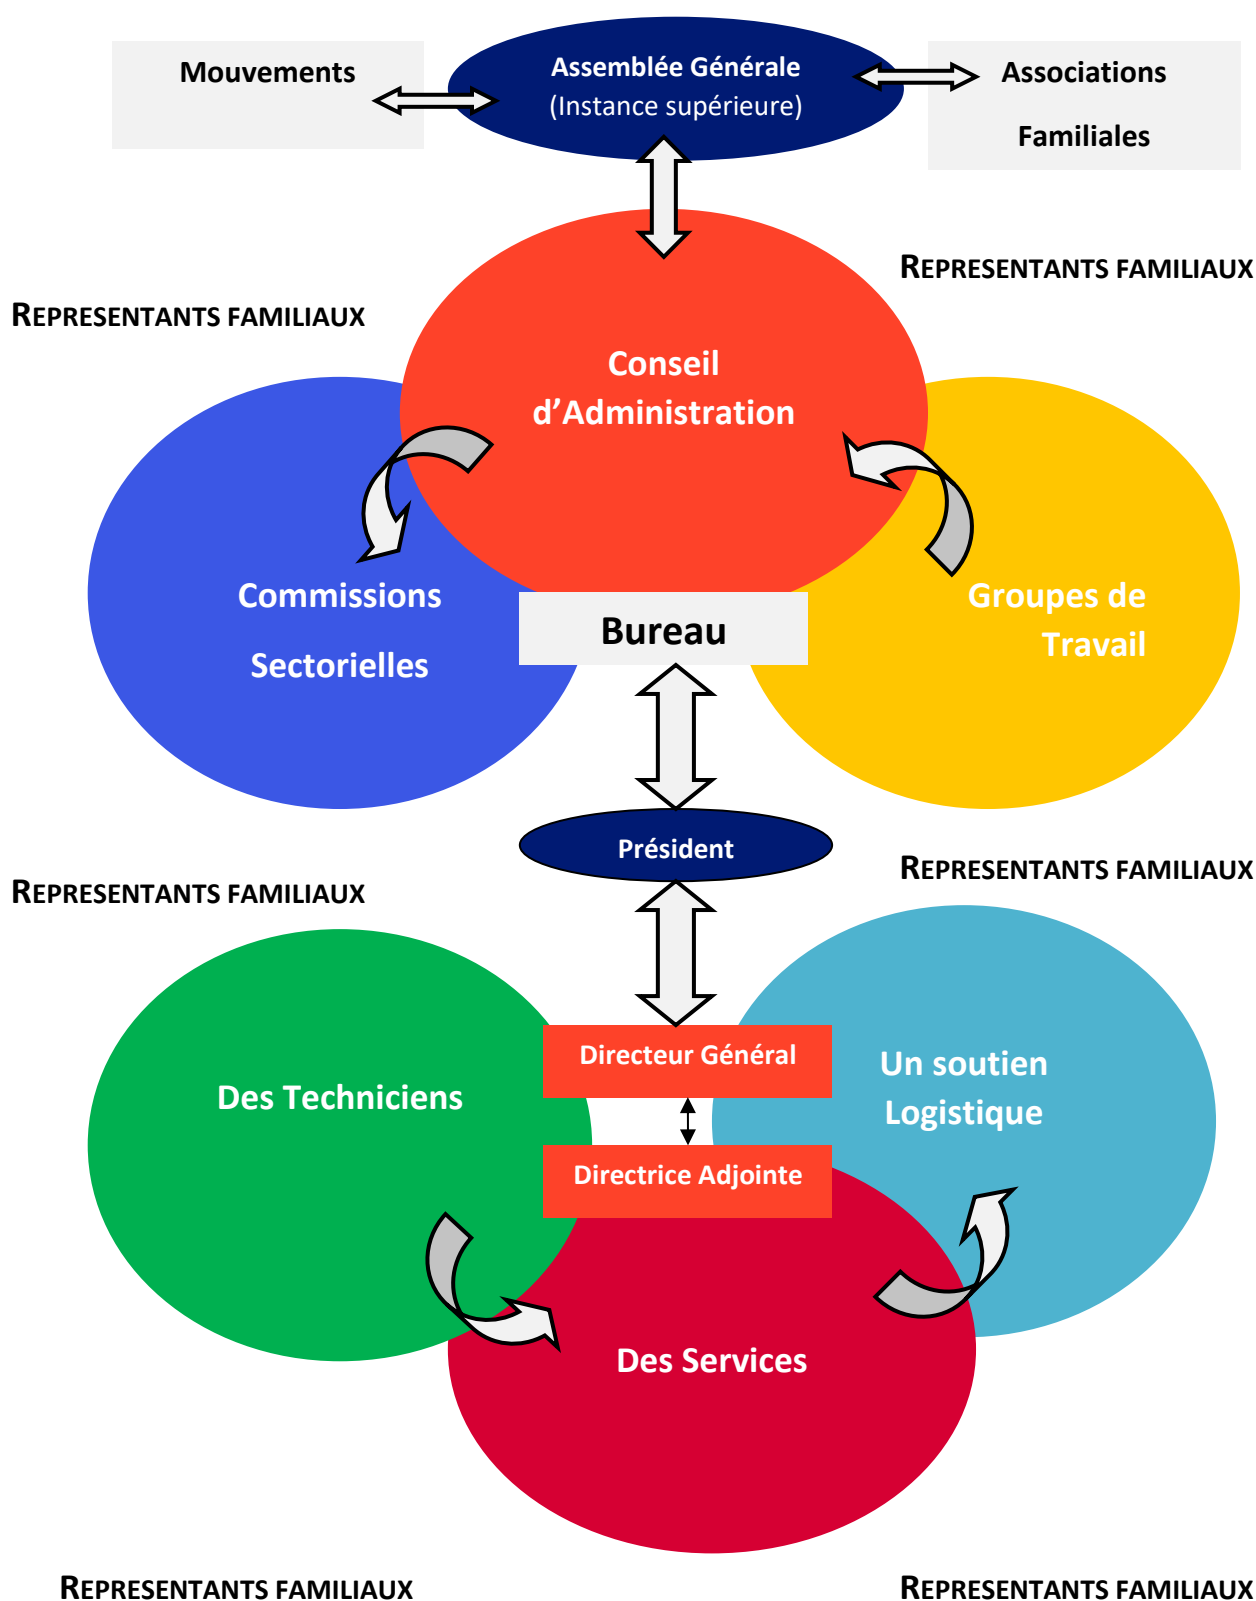 Mouvements
Assemblée Générale
(Instance supérieure)
Associations
Familiales
REPRESENTANTS FAMILIAUX
REPRESENTANTS FAMILIAUX
Conseil
d’Administration
Commissions
Sectorielles
Bureau
Groupes de
Travail
Président
REPRESENTANTS FAMILIAUX
REPRESENTANTS FAMILIAUX
Des Techniciens
Directeur Général
Un soutien
Logistique
Directrice Adjointe
Des Services
REPRESENTANTS FAMILIAUX
REPRESENTANTS FAMILIAUX